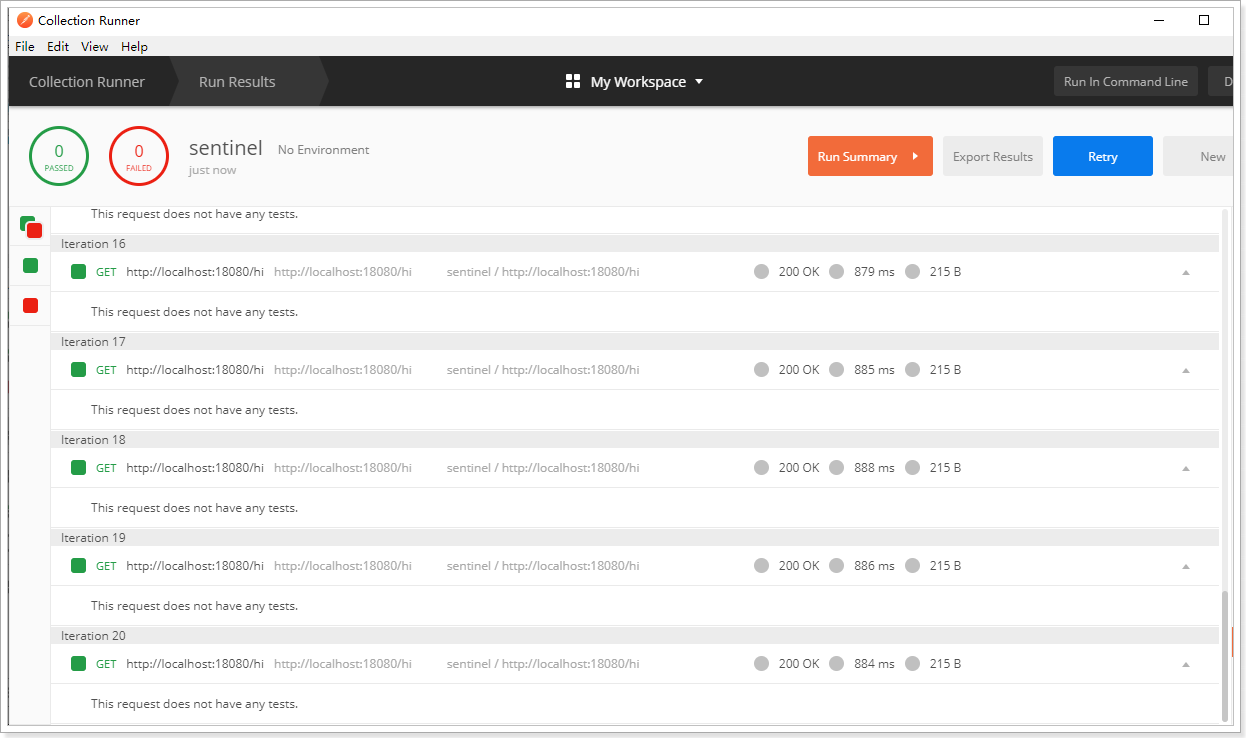 Collection Runner
File Edit View Help
Collection Runner Run Results My Workspace Run In Command Line D
0 PASSED 0 FAILED sentinel No Environment Run Summary Export Results Retry New
just now
This request does not have any tests.
Iteration 16
GET http://localhost:18080/hi http://localhost:18080/hi sentinel / http://localhost:18080/hi 200 OK 879 ms 215 B
This request does not have any tests.
Iteration 17
GET http://localhost:18080/hi http://localhost:18080/hi sentinel / http://localhost:18080/hi 200 OK 885 ms 215 B
This request does not have any tests.
Iteration 18
GET http://localhost:18080/hi http://localhost:18080/hi sentinel / http://localhost:18080/hi 200 OK 888 ms 215 B
This request does not have any tests.
Iteration 19
GET http://localhost:18080/hi http://localhost:18080/hi sentinel / http://localhost:18080/hi 200 OK 886 ms 215 B
This request does not have any tests.
Iteration 20
GET http://localhost:18080/hi http://localhost:18080/hi sentinel / http://localhost:18080/hi 200 OK 884 ms 215 B
This request does not have any tests.